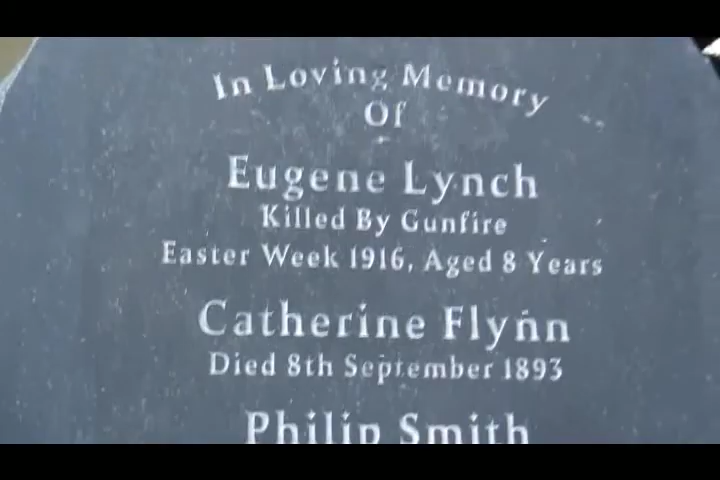 In Loving Memory
Of
Eugene Lynch
Killed By Gunfire
Easter Week 1916, Aged 8 Years
Catherine Flynn
Died 8th September 1893
Philip Smith